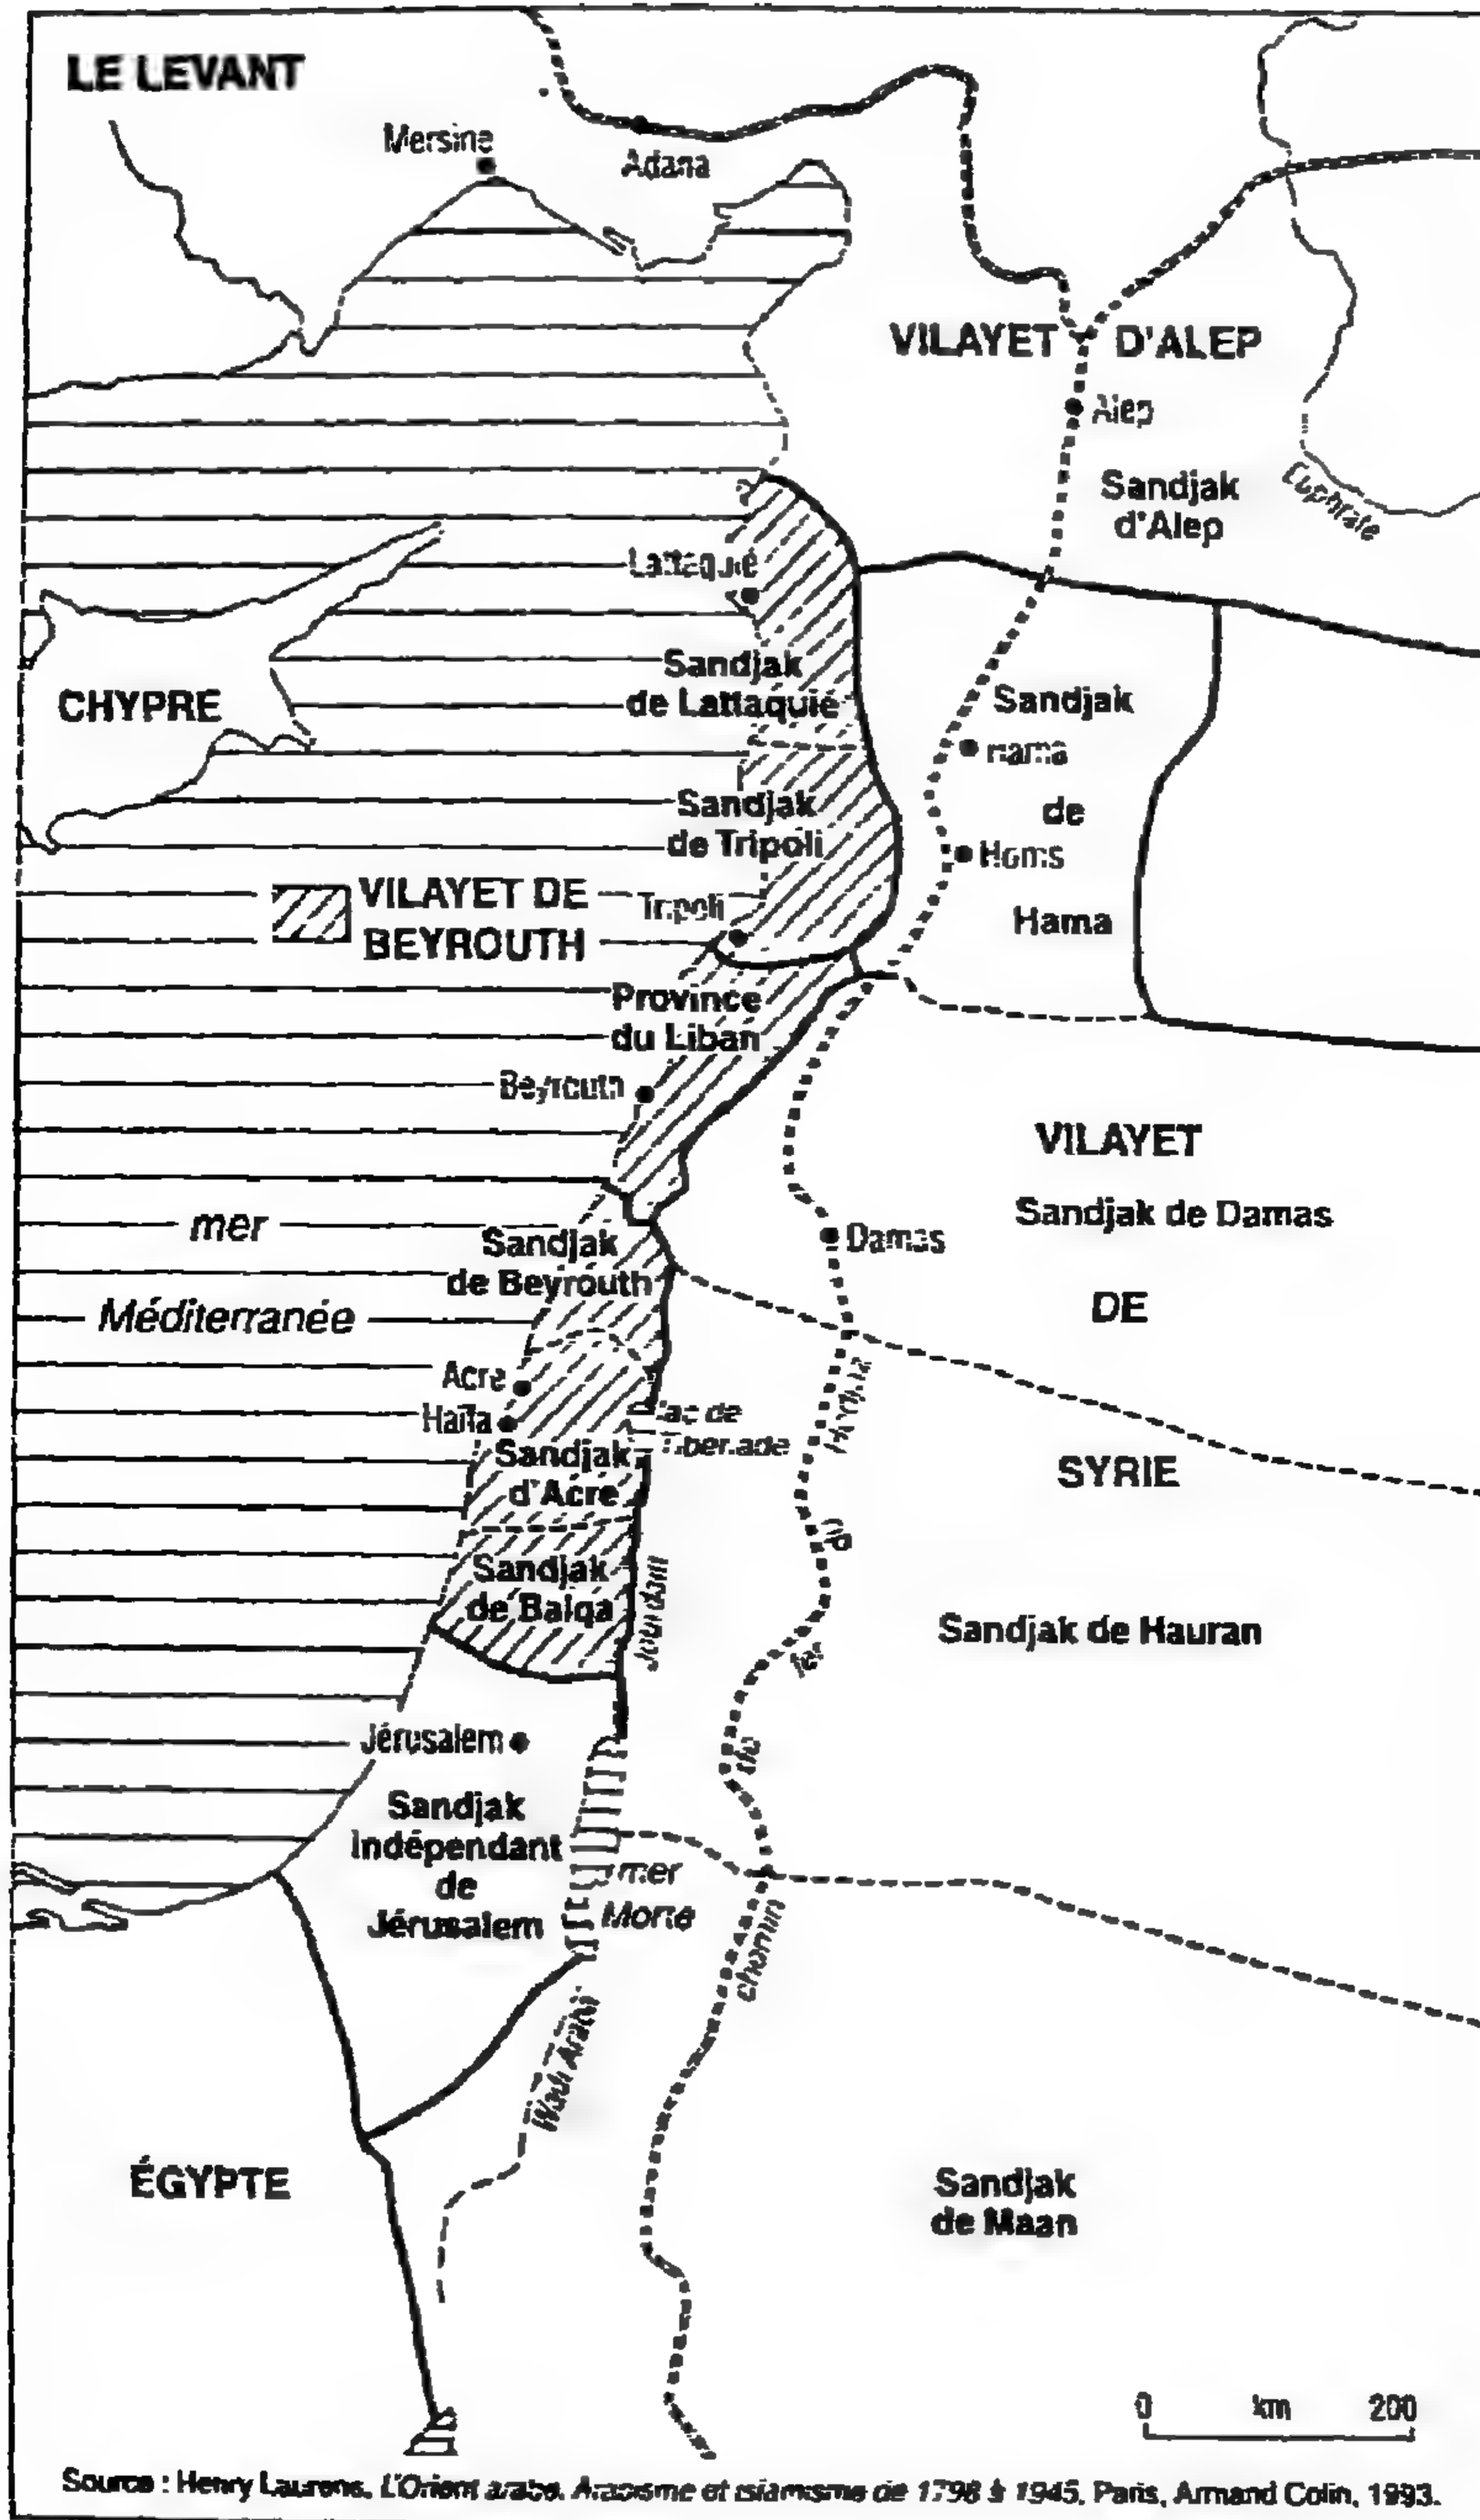 LE LEVANT
Mersine
Adana
VILAYET D'ALEP
Alep
Sandjak
d'Alep
Euphrate
Lattaquié
Sandjak
de Lattaquié
CHYPRE
Sandjak
Hama
de
Homs
Hama
Sandjak
de Tripoli
VILAYET DE
BEYROUTH
Tripoli
Province
du Liban
Beyrouth
VILAYET
Sandjak de Damas
Damas
DE
mer
Méditerranée
Sandjak
de Beyrouth
Acre
Haïfa
lac de
Tibériade
Sandjak
d'Acre
SYRIE
Sandjak
de Balqa
Jourdain
Sandjak de Hauran
chemin de fer du Hedjaz
Jérusalem
Sandjak
Indépendant
de
Jérusalem
mer
Morte
Wadi Araba
ÉGYPTE
Sandjak
de Maan
0 km 200
Source : Henry Laurens, L'Orient arabe. Arabisme et islamisme de 1798 à 1945, Paris, Armand Colin, 1993.